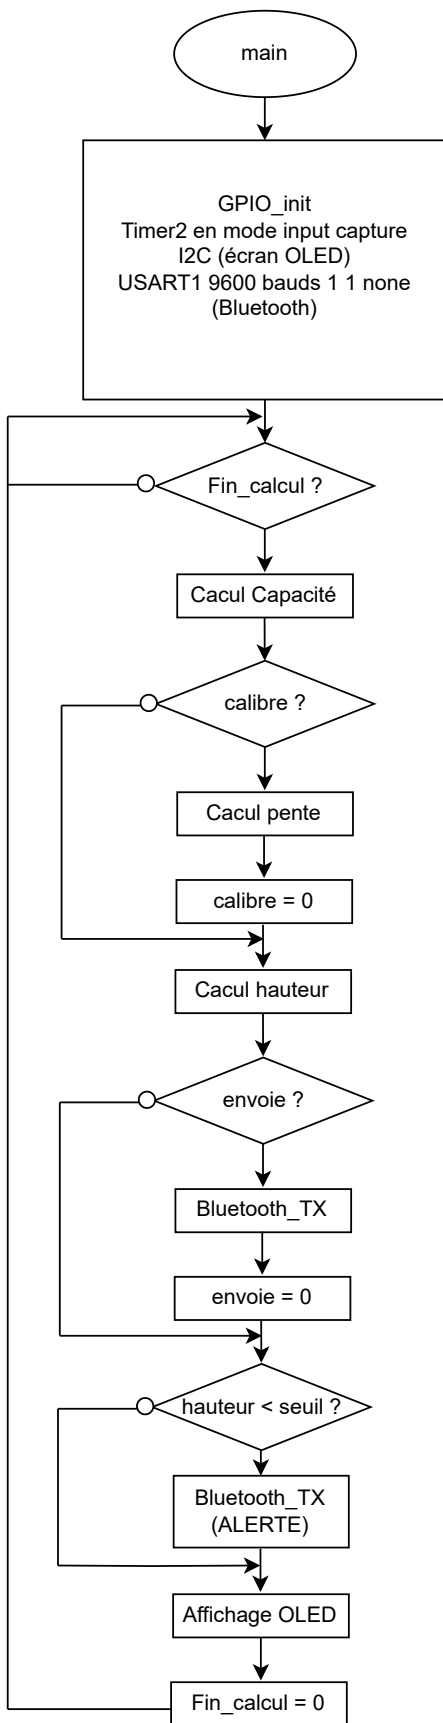 main
GPIO_init
Timer2 en mode input capture
I2C (écran OLED)
USART1 9600 bauds 1 1 none
(Bluetooth)
Fin_calcul ?
Cacul Capacité
calibre ?
Cacul pente
calibre = 0
Cacul hauteur
envoie ?
Bluetooth_TX
envoie = 0
hauteur < seuil ?
Bluetooth_TX
(ALERTE)
Affichage OLED
Fin_calcul = 0